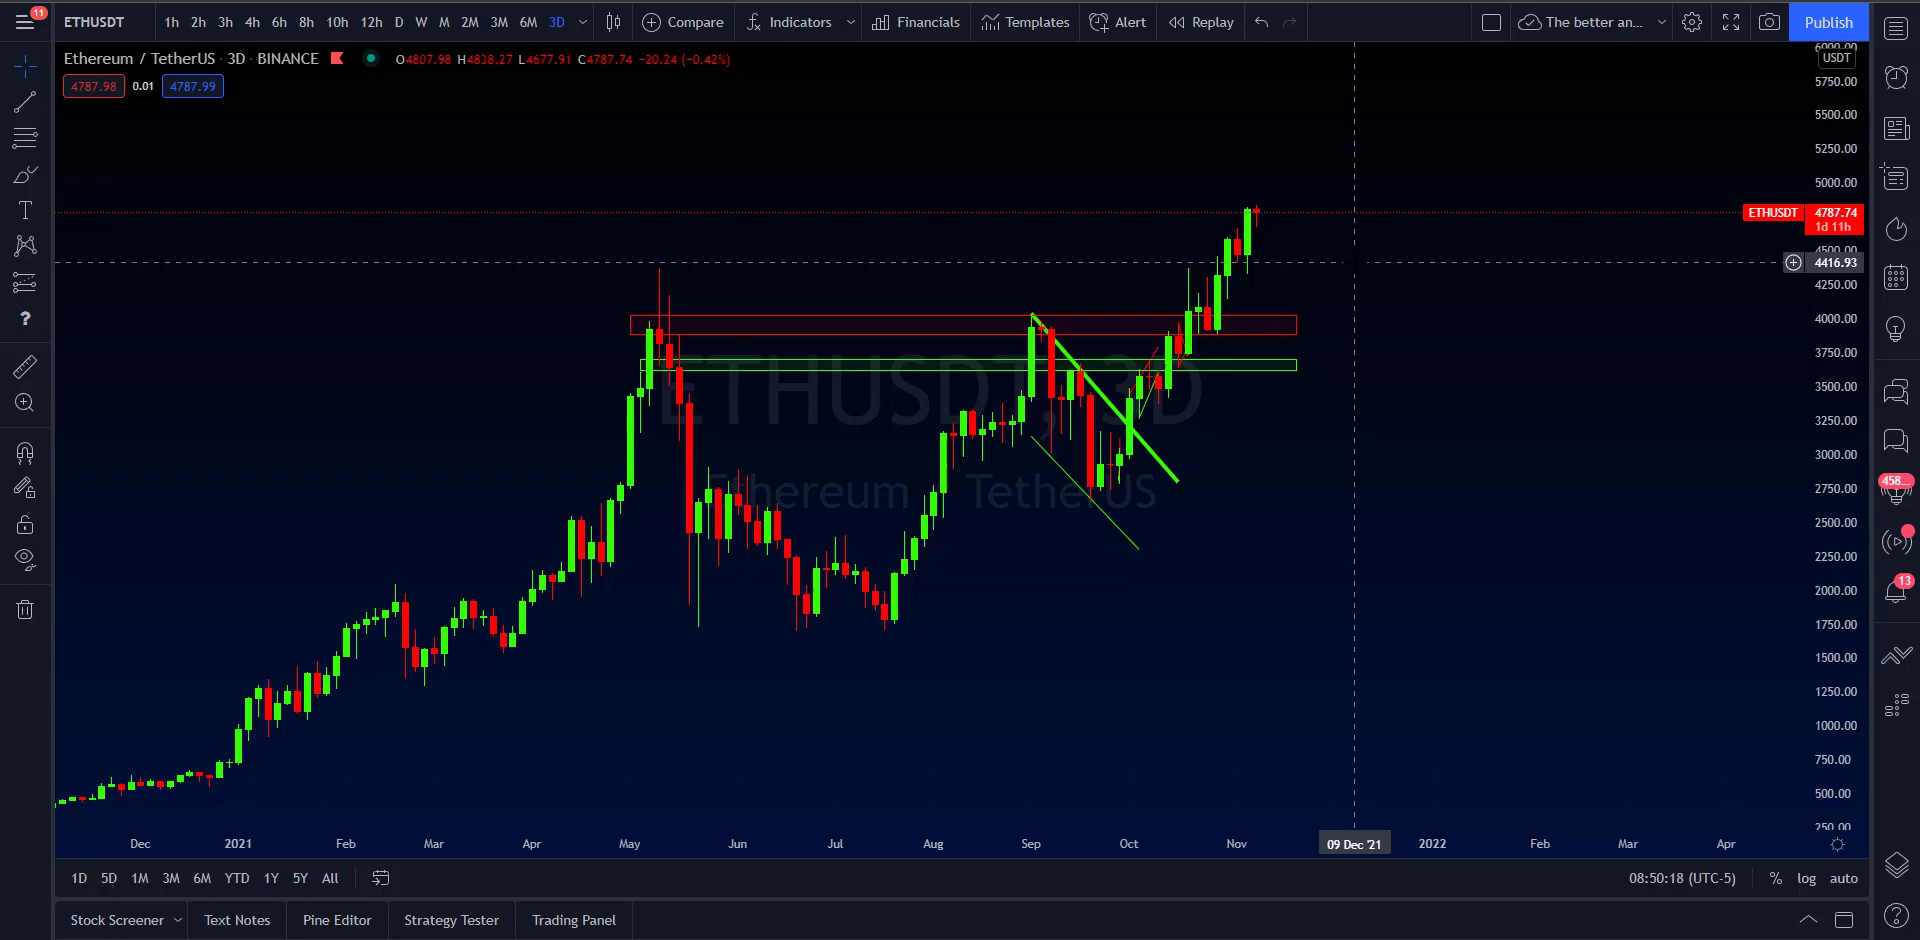 11
ETHUSDT 1h 2h 3h 4h 6h 8h 10h 12h D W M 2M 3M 6M 3D Compare Indicators Financials Templates Alert Replay The better an... Publish
Ethereum / TetherUS · 3D · BINANCE O4807.98 H4838.27 L4677.91 C4787.74 −20.24 (−0.42%)
4787.98 0.01 4787.99
6000.00
USDT
5750.00
5500.00
5250.00
5000.00
ETHUSDT 4787.74
1d 11h
4500.00
4416.93
4250.00
4000.00
3750.00
ETHUSDT, 3D
3500.00
3250.00
3000.00
2750.00
Ethereum TetherUS
458...
2500.00
2250.00
13
2000.00
1750.00
1500.00
1250.00
1000.00
750.00
500.00
250.00
Dec 2021 Feb Mar Apr May Jun Jul Aug Sep Oct Nov 09 Dec '21 2022 Feb Mar Apr
1D 5D 1M 3M 6M YTD 1Y 5Y All 08:50:18 (UTC-5) % log auto
Stock Screener Text Notes Pine Editor Strategy Tester Trading Panel